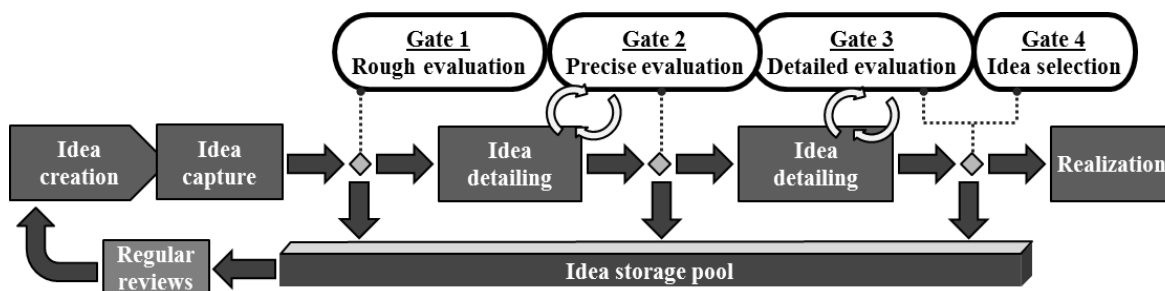 Gate 1
Rough evaluation
Gate 2
Precise evaluation
Gate 3
Detailed evaluation
Gate 4
Idea selection
Idea
creation
Idea
capture
Idea
detailing
Idea
detailing
Realization
Regular
reviews
Idea storage pool